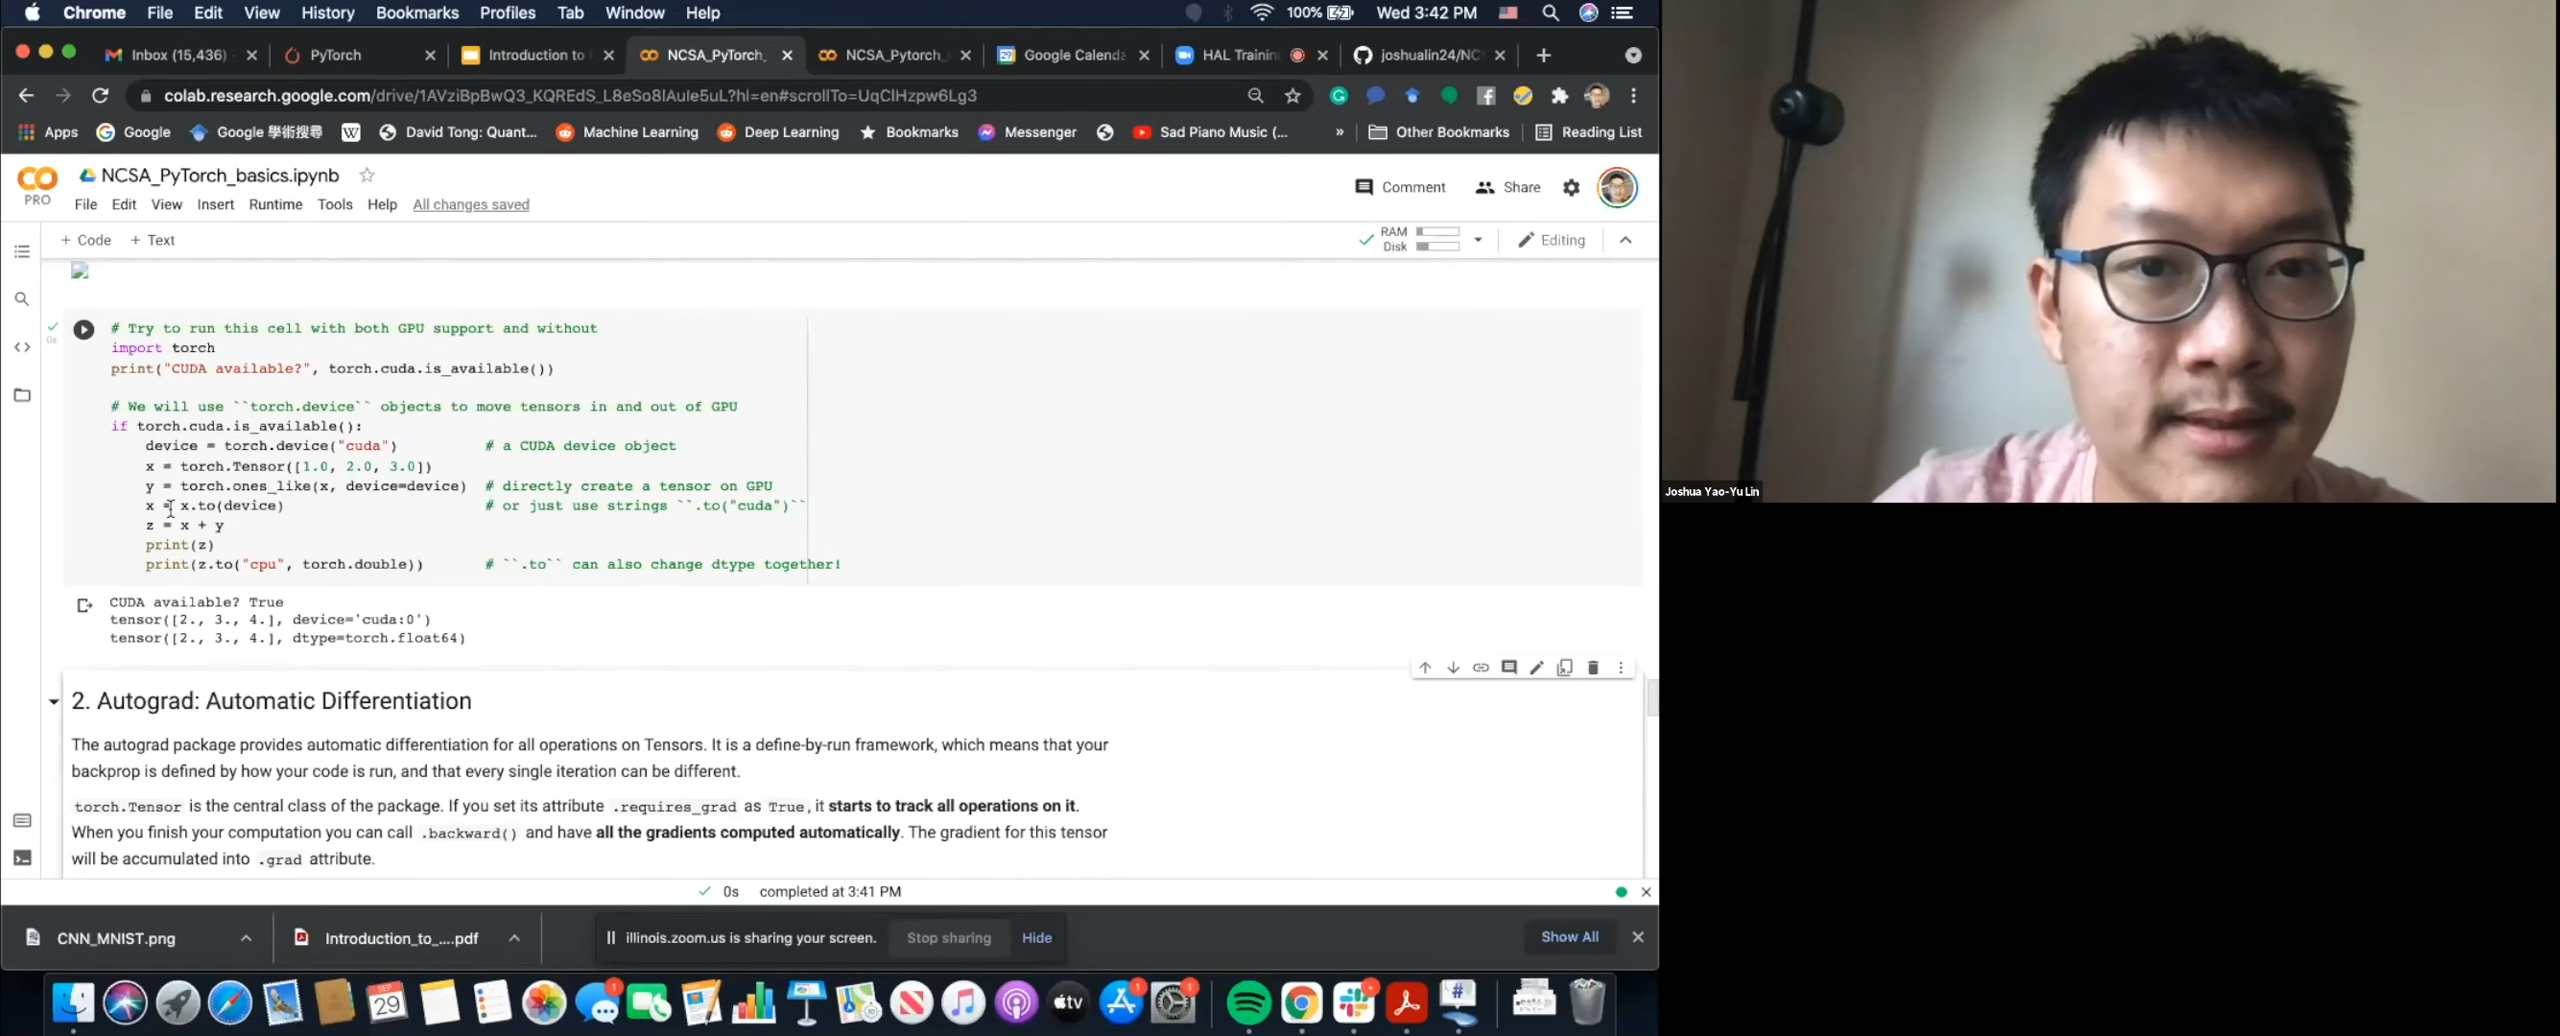 Chrome File Edit View History Bookmarks Profiles Tab Window Help 100% Wed 3:42 PM
Inbox (15,436) PyTorch Introduction to NCSA_PyTorch_ NCSA_Pytorch_ Google Calenda HAL Training joshualin24/NC
colab.research.google.com/drive/1AVziBpBwQ3_KQREdS_L8eSo8lAule5uL?hl=en#scrollTo=UqCIHzpw6Lg3
Apps Google Google 學術搜尋 W David Tong: Quant... Machine Learning Deep Learning Bookmarks Messenger Sad Piano Music (... » Other Bookmarks Reading List
NCSA_PyTorch_basics.ipynb
PRO
Comment Share
File Edit View Insert Runtime Tools Help All changes saved
+ Code + Text
RAM
Disk
Editing
0s
# Try to run this cell with both GPU support and without
import torch
print("CUDA available?", torch.cuda.is_available())
# We will use ``torch.device`` objects to move tensors in and out of GPU
if torch.cuda.is_available():
device = torch.device("cuda") # a CUDA device object
x = torch.Tensor([1.0, 2.0, 3.0])
y = torch.ones_like(x, device=device) # directly create a tensor on GPU
x = x.to(device) # or just use strings ``.to("cuda")``
z = x + y
print(z)
print(z.to("cpu", torch.double)) # ``.to`` can also change dtype together!
CUDA available? True
tensor([2., 3., 4.], device='cuda:0')
tensor([2., 3., 4.], dtype=torch.float64)
2. Autograd: Automatic Differentiation
The autograd package provides automatic differentiation for all operations on Tensors. It is a define-by-run framework, which means that your
backprop is defined by how your code is run, and that every single iteration can be different.
torch.Tensor is the central class of the package. If you set its attribute .requires_grad as True, it starts to track all operations on it.
When you finish your computation you can call .backward() and have all the gradients computed automatically. The gradient for this tensor
will be accumulated into .grad attribute.
0s completed at 3:41 PM
CNN_MNIST.png Introduction_to_....pdf illinois.zoom.us is sharing your screen. Stop sharing Hide Show All
SEP
29
1
tv
1
1
#
Joshua Yao-Yu Lin